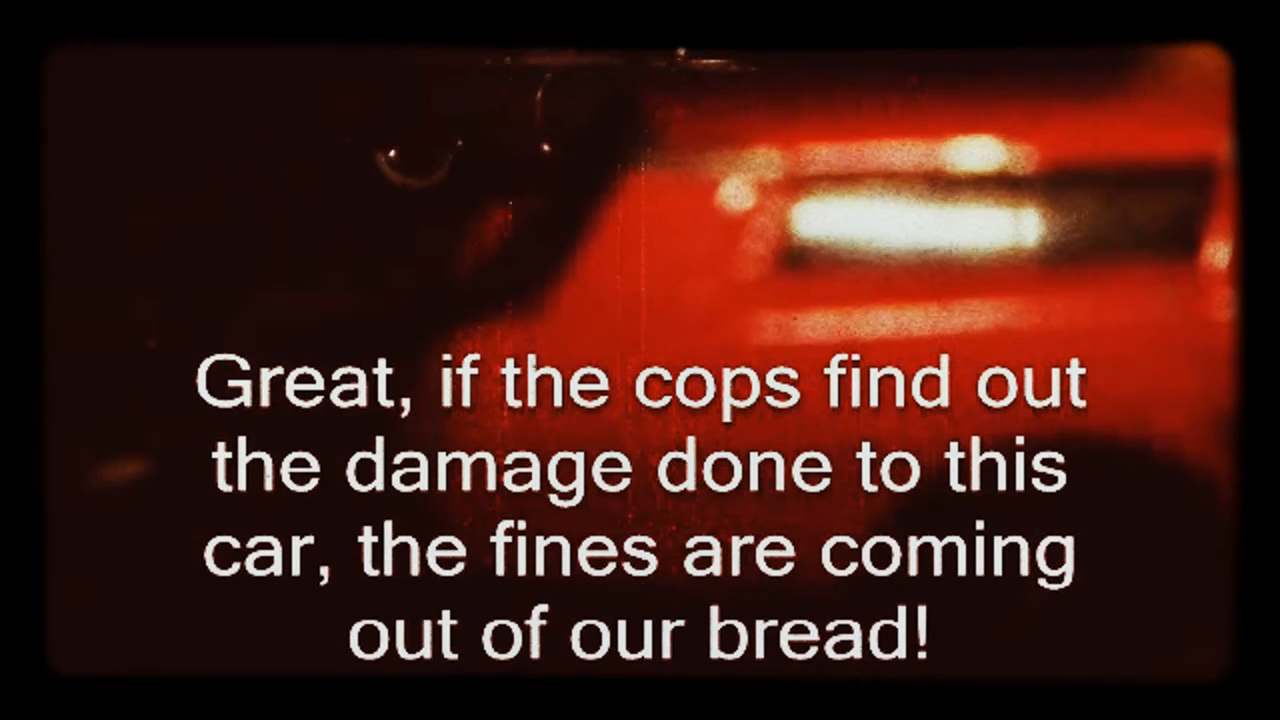 Great, if the cops find out
the damage done to this
car, the fines are coming
out of our bread!